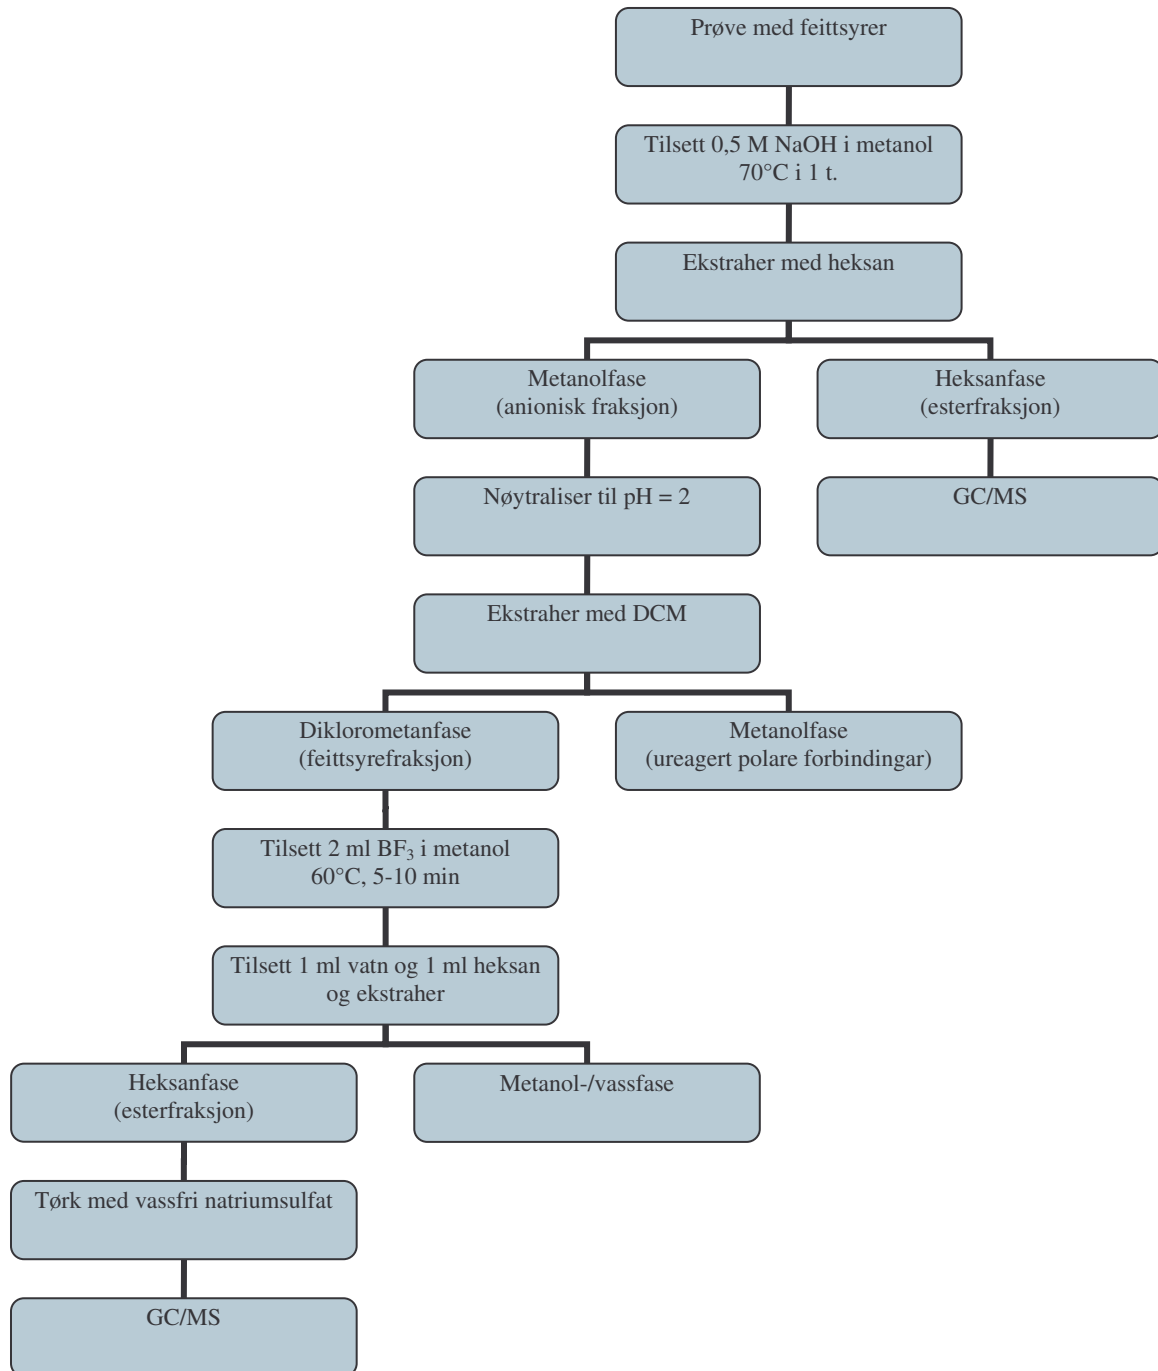 Prøve med feittsyrer
Tilsett 0,5 M NaOH i metanol
70°C i 1 t.
Ekstraher med heksan
Metanolfase
(anionisk fraksjon)
Heksanfase
(esterfraksjon)
Nøytraliser til pH = 2
GC/MS
Ekstraher med DCM
Diklorometanfase
(feittsyrefraksjon)
Metanolfase
(ureagert polare forbindingar)
Tilsett 2 ml BF₃ i metanol
60°C, 5-10 min
Tilsett 1 ml vatn og 1 ml heksan
og ekstraher
Heksanfase
(esterfraksjon)
Metanol-/vassfase
Tørk med vassfri natriumsulfat
GC/MS